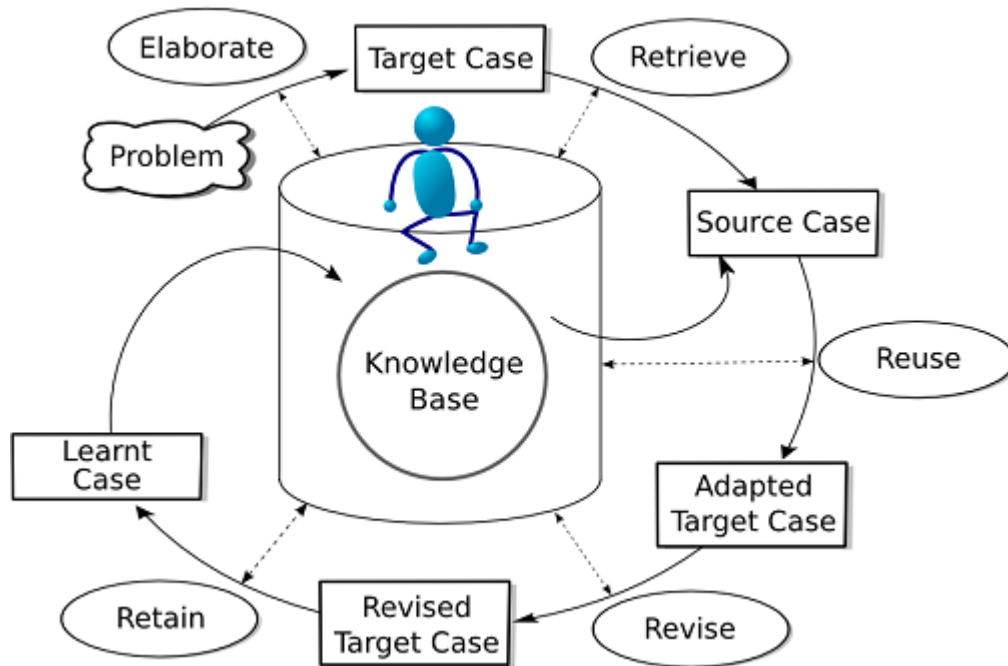 Elaborate
Target Case
Retrieve
Problem
Source Case
Knowledge
Base
Reuse
Learnt
Case
Adapted
Target Case
Retain
Revised
Target Case
Revise